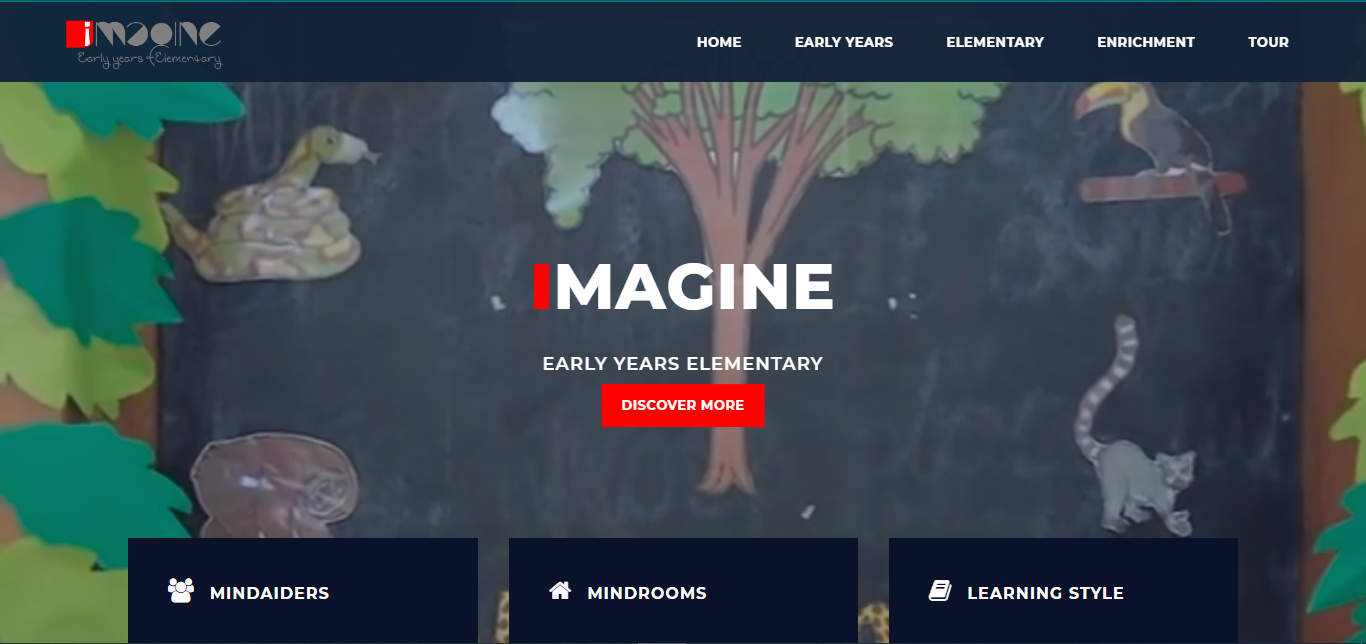 imagine
Early years & Elementary
HOME EARLY YEARS ELEMENTARY ENRICHMENT TOUR
IMAGINE
EARLY YEARS ELEMENTARY
DISCOVER MORE
MINDAIDERS MINDROOMS LEARNING STYLE